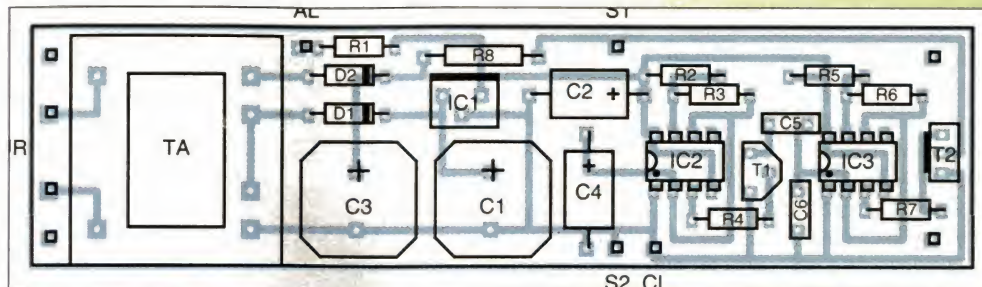 AL S1
R1 R8
D2 R2 R5
IC1 C2 + R3 R6
D1
C5
R TA IC2 T1 IC3 T2
+ + +
C3 C1 C4 C6 R7
R4
S2 CL